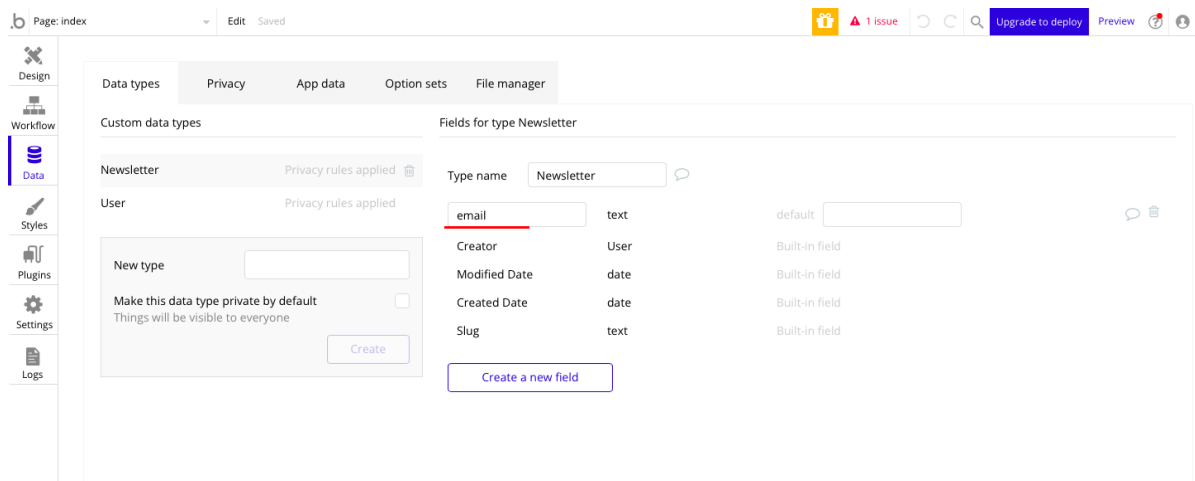 .b Page: index Edit Saved 1 issue Upgrade to deploy Preview
Design
Workflow
Data
Styles
Plugins
Settings
Logs
Data types Privacy App data Option sets File manager
Custom data types
Newsletter Privacy rules applied
User Privacy rules applied
New type
Make this data type private by default
Things will be visible to everyone
Create
Fields for type Newsletter
Type name Newsletter
email text default
Creator User Built-in field
Modified Date date Built-in field
Created Date date Built-in field
Slug text Built-in field
Create a new field